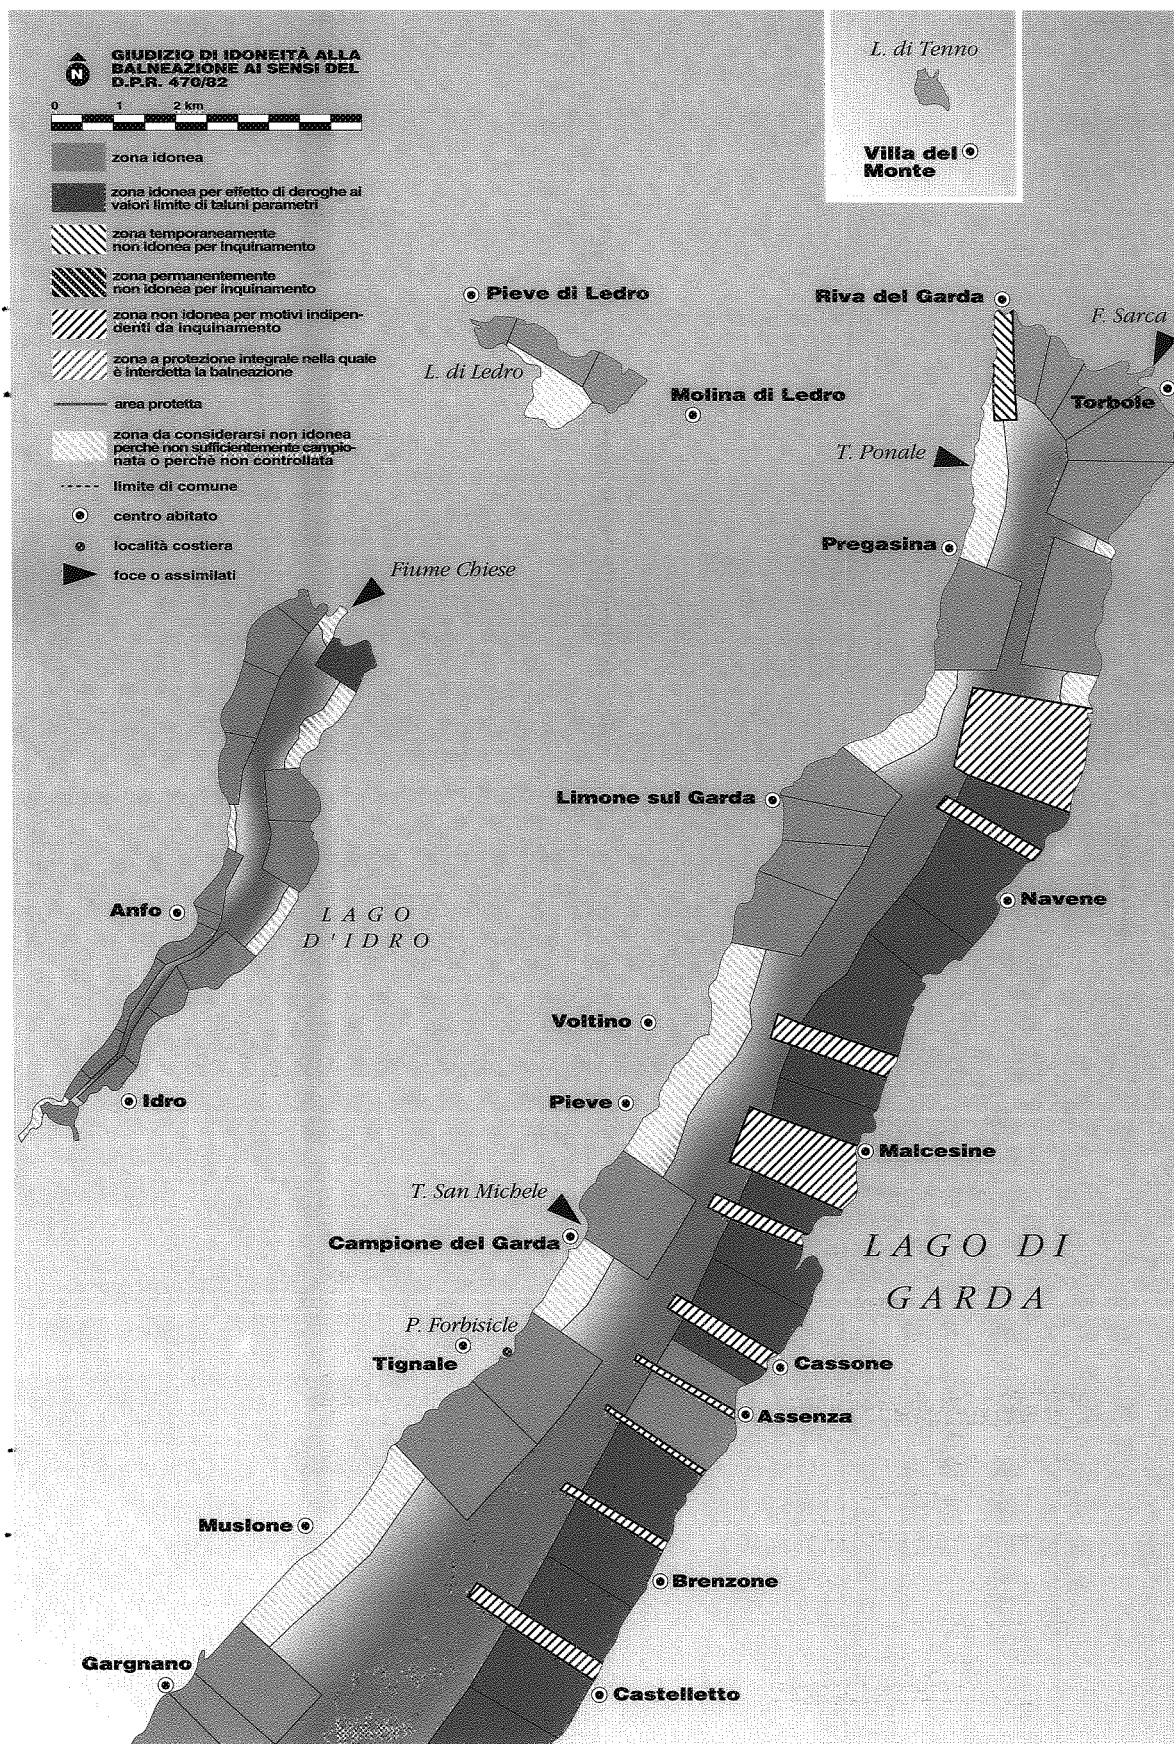 GIUDIZIO DI IDONEITÀ ALLA
BALNEAZIONE AI SENSI DEL
D.P.R. 470/82
N
0 1 2 km
zona idonea
zona idonea per effetto di deroghe ai
valori limite di taluni parametri
zona temporaneamente
non idonea per inquinamento
zona permanentemente
non idonea per inquinamento
zona non idonea per motivi indipen-
denti da inquinamento
zona a protezione integrale nella quale
è interdetta la balneazione
area protetta
zona da considerarsi non idonea
perchè non sufficientemente campio-
nata o perchè non controllata
limite di comune
centro abitato
località costiera
foce o assimilati
L. di Tenno
Villa del
Monte
Pieve di Ledro
L. di Ledro
Molina di Ledro
Riva del Garda
F. Sarca
Torbole
T. Ponale
Pregasina
Fiume Chiese
Limone sul Garda
Navene
Anfo
LAGO
D'IDRO
Voltino
Pieve
Idro
Malcesine
T. San Michele
Campione del Garda
LAGO DI
GARDA
P. Forbisicle
Tignale
Cassone
Assenza
Muslone
Brenzone
Gargnano
Castelletto